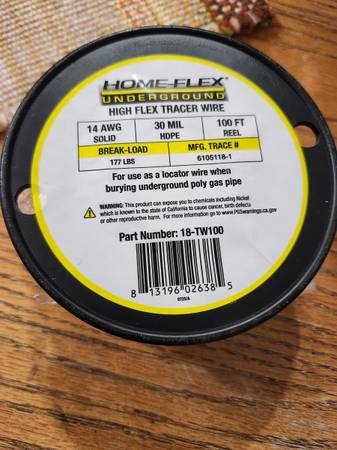 HOME-FLEX®
UNDERGROUND
HIGH FLEX TRACER WIRE
14 AWG SOLID
30 MIL HDPE
100 FT REEL
BREAK-LOAD
MFG. TRACE #
177 LBS
6105118-1
For use as a locator wire when
burying underground poly gas pipe
WARNING: This product can expose you to chemicals including Nickel
which is known to the state of California to cause cancer, birth defects
or other reproductive harm. For more information go to www.P65warnings.ca.gov
Part Number: 18-TW100
8 13196 02638 5